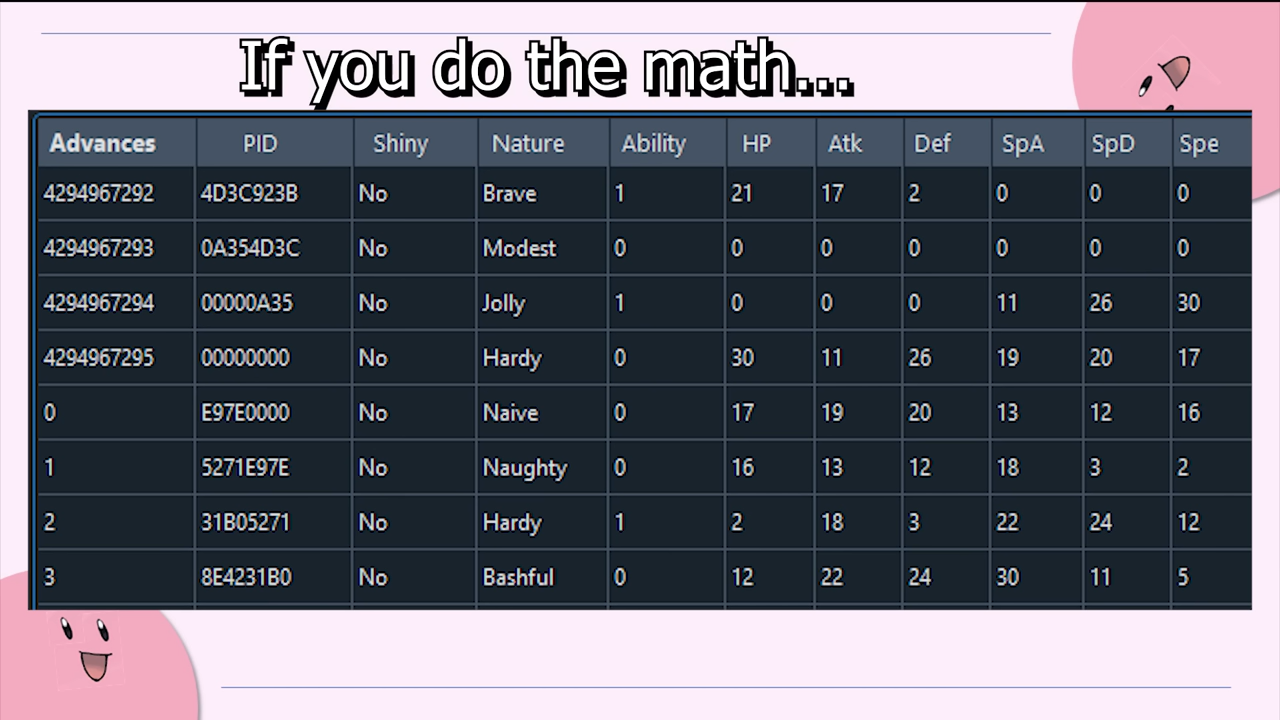 If you do the math...
Advances PID Shiny Nature Ability HP Atk Def SpA SpD Spe
4294967292 4D3C923B No Brave 1 21 17 2 0 0 0
4294967293 0A354D3C No Modest 0 0 0 0 0 0 0
4294967294 00000A35 No Jolly 1 0 0 0 11 26 30
4294967295 00000000 No Hardy 0 30 11 26 19 20 17
0 E97E0000 No Naive 0 17 19 20 13 12 16
1 5271E97E No Naughty 0 16 13 12 18 3 2
2 31B05271 No Hardy 1 2 18 3 22 24 12
3 8E4231B0 No Bashful 0 12 22 24 30 11 5